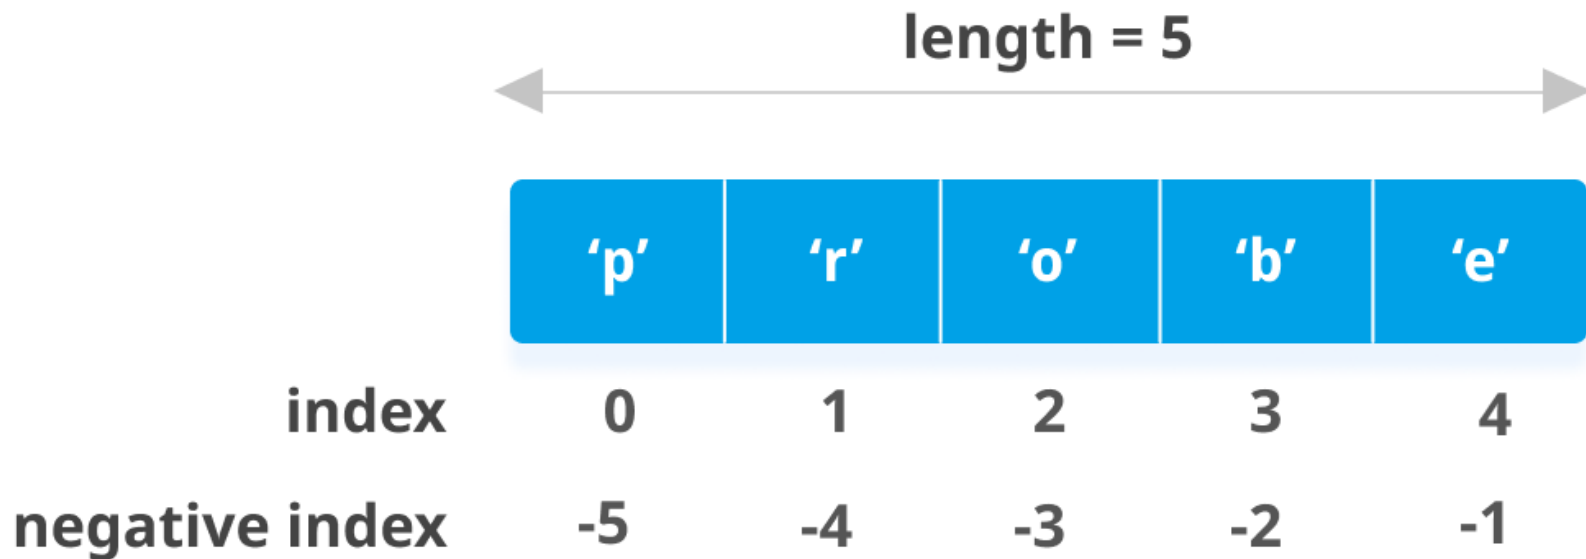 length = 5
‘p’ ‘r’ ‘o’ ‘b’ ‘e’
index 0 1 2 3 4
negative index -5 -4 -3 -2 -1